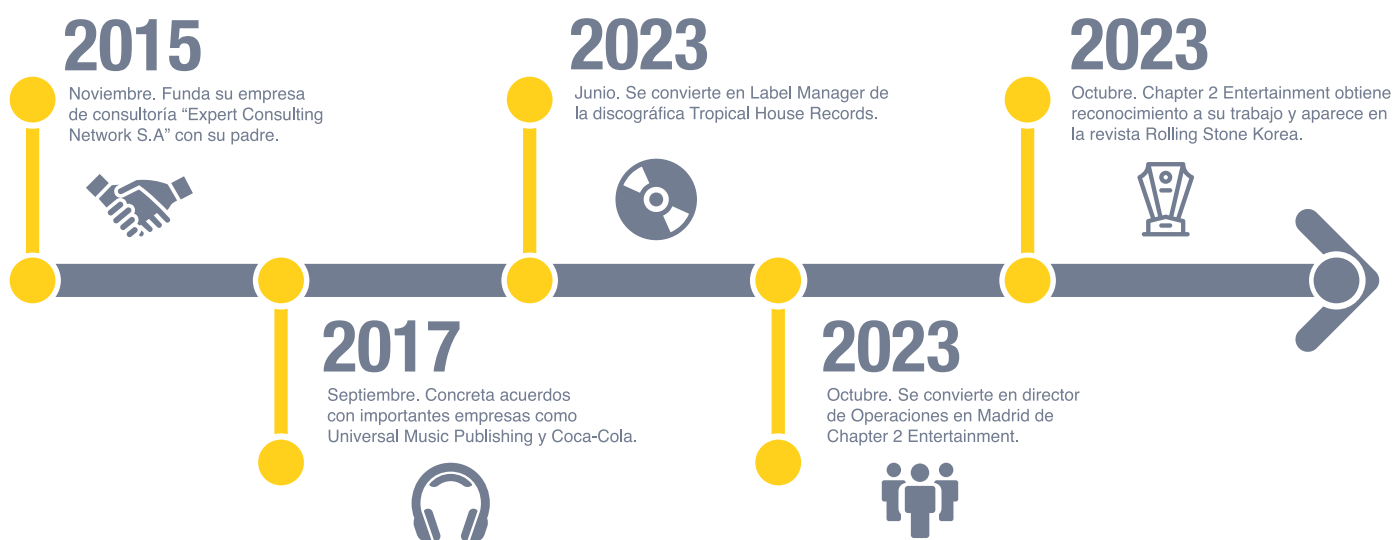 2015
Noviembre. Funda su empresa
de consultoría “Expert Consulting
Network S.A” con su padre.
2017
Septiembre. Concreta acuerdos
con importantes empresas como
Universal Music Publishing y Coca-Cola.
2023
Junio. Se convierte en Label Manager de
la discográfica Tropical House Records.
2023
Octubre. Se convierte en director
de Operaciones en Madrid de
Chapter 2 Entertainment.
2023
Octubre. Chapter 2 Entertainment obtiene
reconocimiento a su trabajo y aparece en
la revista Rolling Stone Korea.